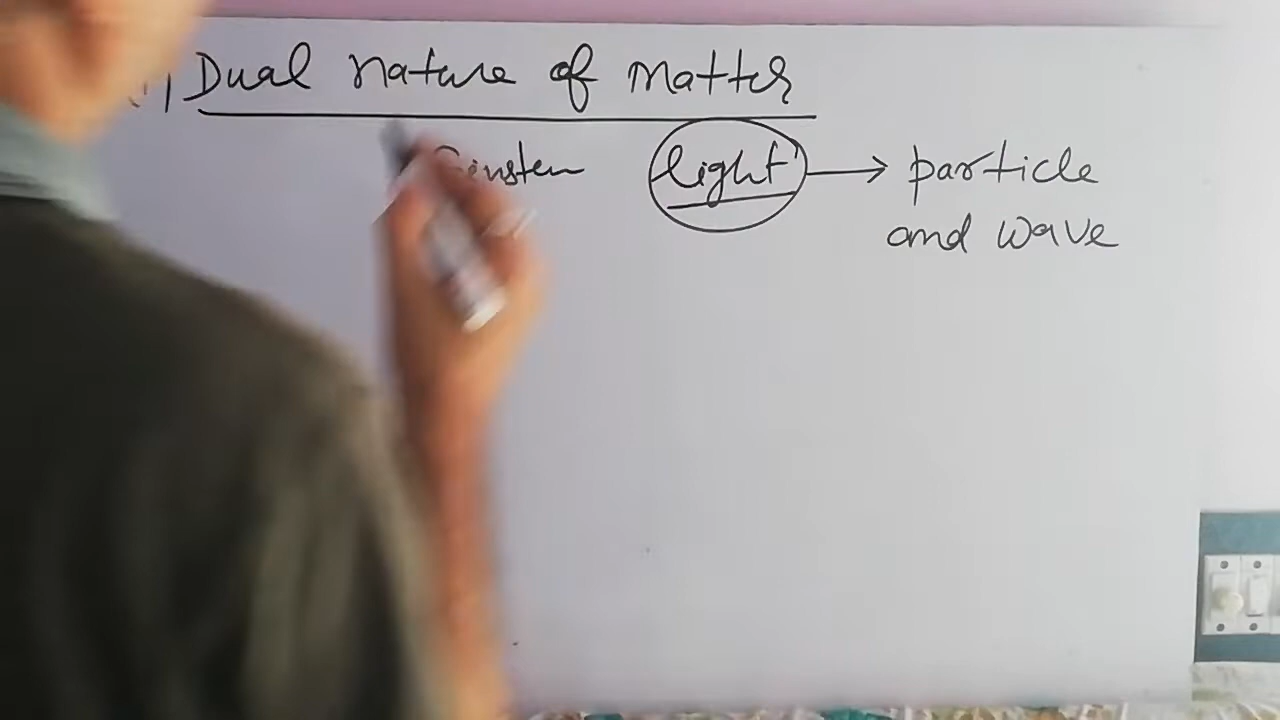 Dual nature of matter
light → particle
and wave